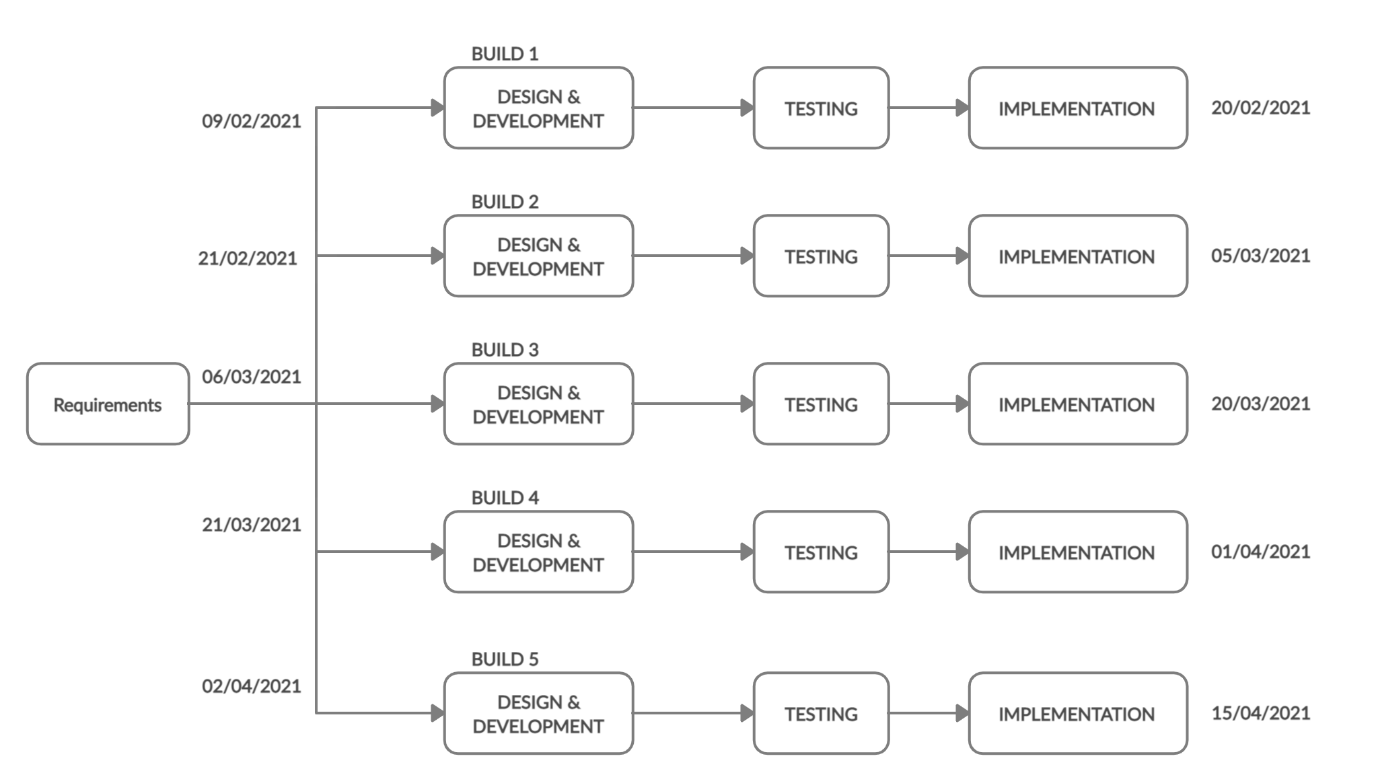 BUILD 1
09/02/2021
DESIGN &
DEVELOPMENT
TESTING
IMPLEMENTATION
20/02/2021
BUILD 2
21/02/2021
DESIGN &
DEVELOPMENT
TESTING
IMPLEMENTATION
05/03/2021
BUILD 3
Requirements
06/03/2021
DESIGN &
DEVELOPMENT
TESTING
IMPLEMENTATION
20/03/2021
BUILD 4
21/03/2021
DESIGN &
DEVELOPMENT
TESTING
IMPLEMENTATION
01/04/2021
BUILD 5
02/04/2021
DESIGN &
DEVELOPMENT
TESTING
IMPLEMENTATION
15/04/2021